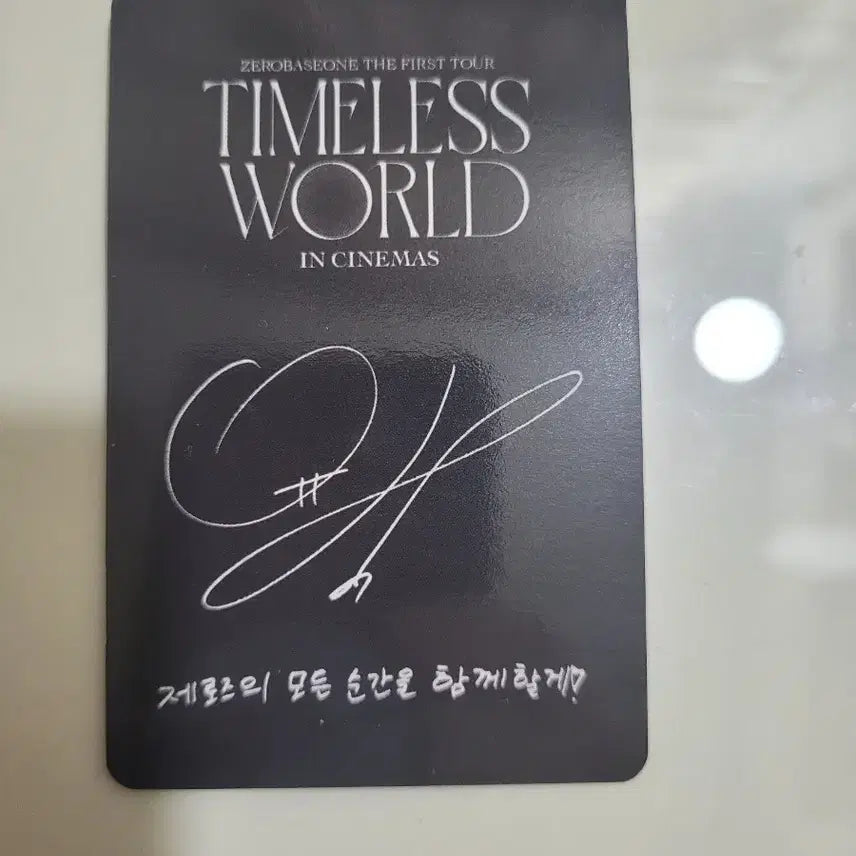 ZEROBASEONE THE FIRST TOUR
TIMELESS
WORLD
IN CINEMAS
제로즈의 모든 순간을 함께할게♡